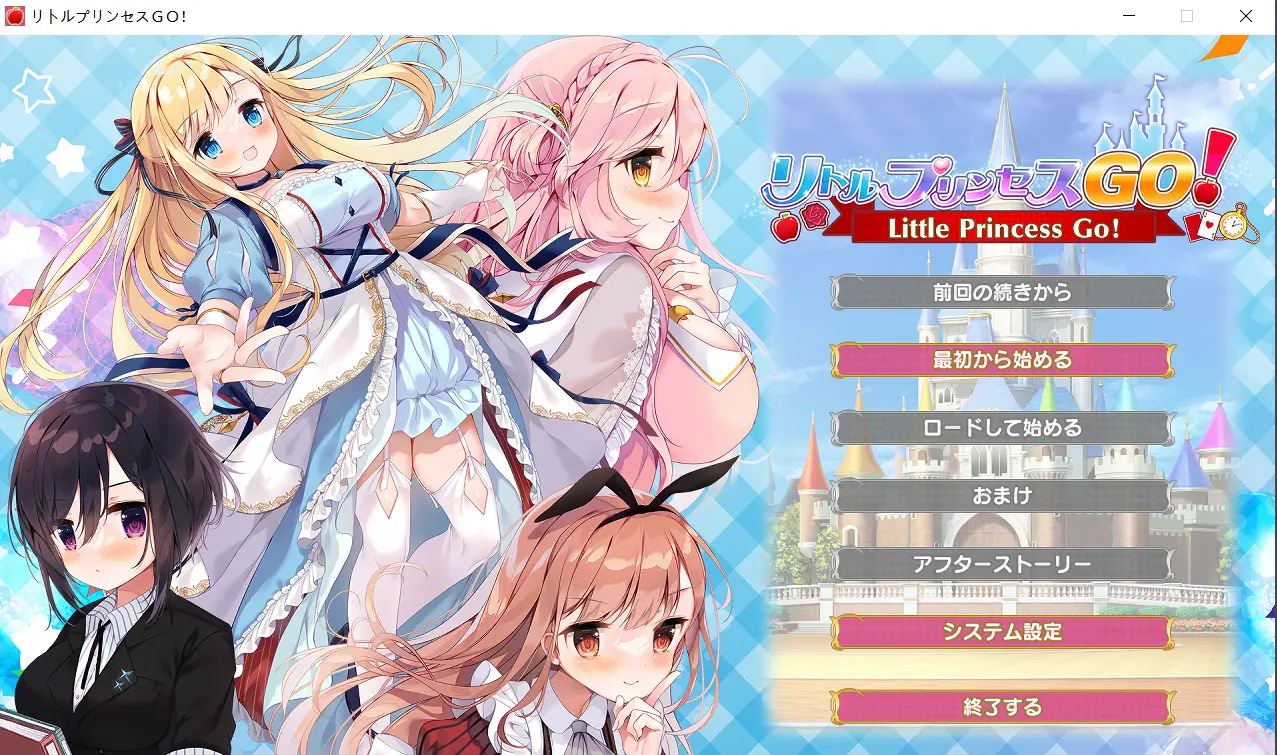 リトルプリンセスＧＯ！
リトルプリンセスGO!
Little Princess Go!
前回の続きから
最初から始める
ロードして始める
おまけ
アフターストーリー
システム設定
終了する